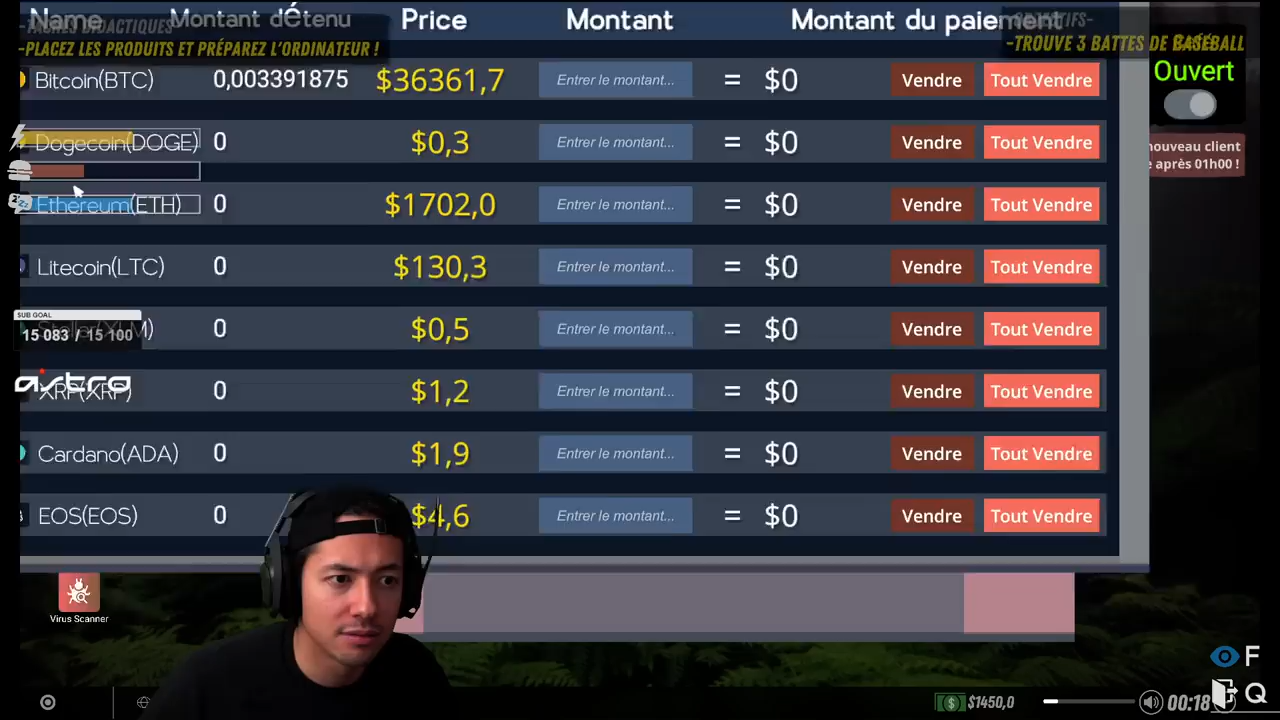 Name Montant dÉtenu Price Montant Montant du paiement
-TÂCHES DIDACTIQUES
-PLACEZ LES PRODUITS ET PRÉPAREZ L'ORDINATEUR !
-OBJECTIFS-
-TROUVE 3 BATTES DE BASEBALL
Ouvert
Bitcoin(BTC) 0,003391875 $36361,7 Entrer le montant... = $0 Vendre Tout Vendre
Dogecoin(DOGE) 0 $0,3 Entrer le montant... = $0 Vendre Tout Vendre
nouveau client
e après 01h00 !
Ethereum(ETH) 0 $1702,0 Entrer le montant... = $0 Vendre Tout Vendre
Litecoin(LTC) 0 $130,3 Entrer le montant... = $0 Vendre Tout Vendre
SUB GOAL
15 083 / 15 100
Steller(XLM) 0 $0,5 Entrer le montant... = $0 Vendre Tout Vendre
astro
XRP(XRP) 0 $1,2 Entrer le montant... = $0 Vendre Tout Vendre
Cardano(ADA) 0 $1,9 Entrer le montant... = $0 Vendre Tout Vendre
EOS(EOS) 0 $4,6 Entrer le montant... = $0 Vendre Tout Vendre
Virus Scanner
F
$1450,0 00:18 Q